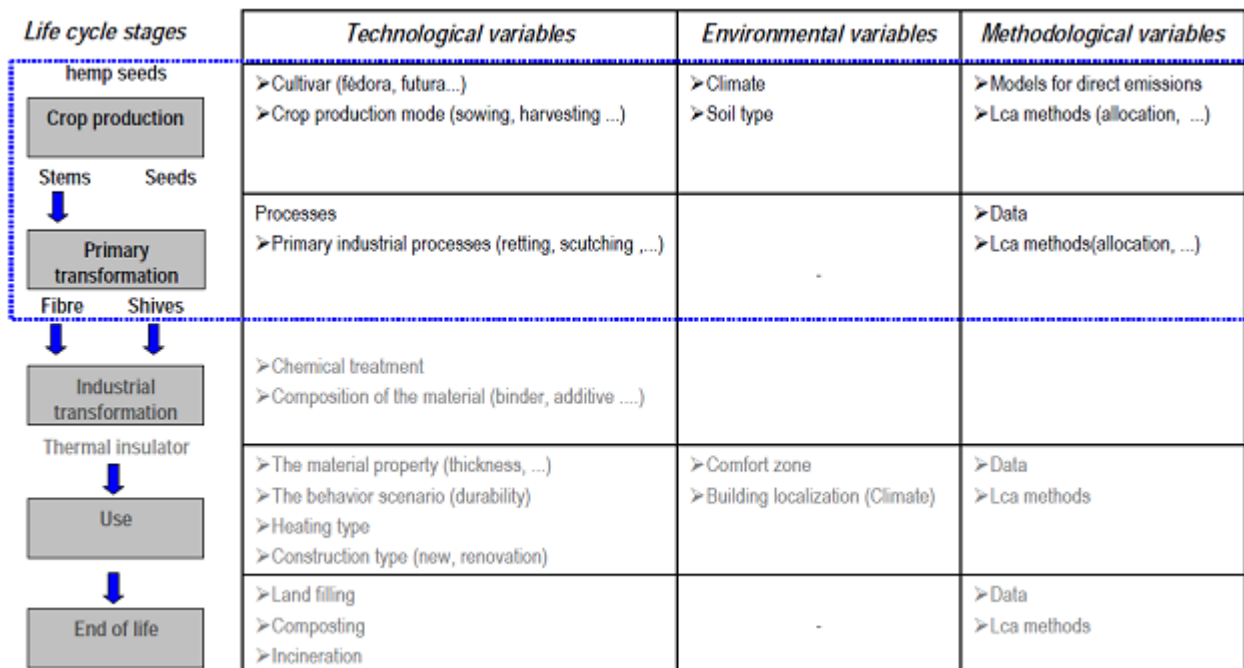 Life cycle stages
Technological variables
Environmental variables
Methodological variables
hemp seeds
Crop production
Stems Seeds
➢Cultivar (fédora, futura...)
➢Crop production mode (sowing, harvesting ...)
➢Climate
➢Soil type
➢Models for direct emissions
➢Lca methods (allocation, ...)
Primary
transformation
Fibre Shives
Processes
➢Primary industrial processes (retting, scutching ,...)
-
➢Data
➢Lca methods(allocation, ...)
Industrial
transformation
Thermal insulator
➢Chemical treatment
➢Composition of the material (binder, additive ....)
Use
➢The material property (thickness, ...)
➢The behavior scenario (durability)
➢Heating type
➢Construction type (new, renovation)
➢Comfort zone
➢Building localization (Climate)
➢Data
➢Lca methods
End of life
➢Land filling
➢Composting
➢Incineration
-
➢Data
➢Lca methods